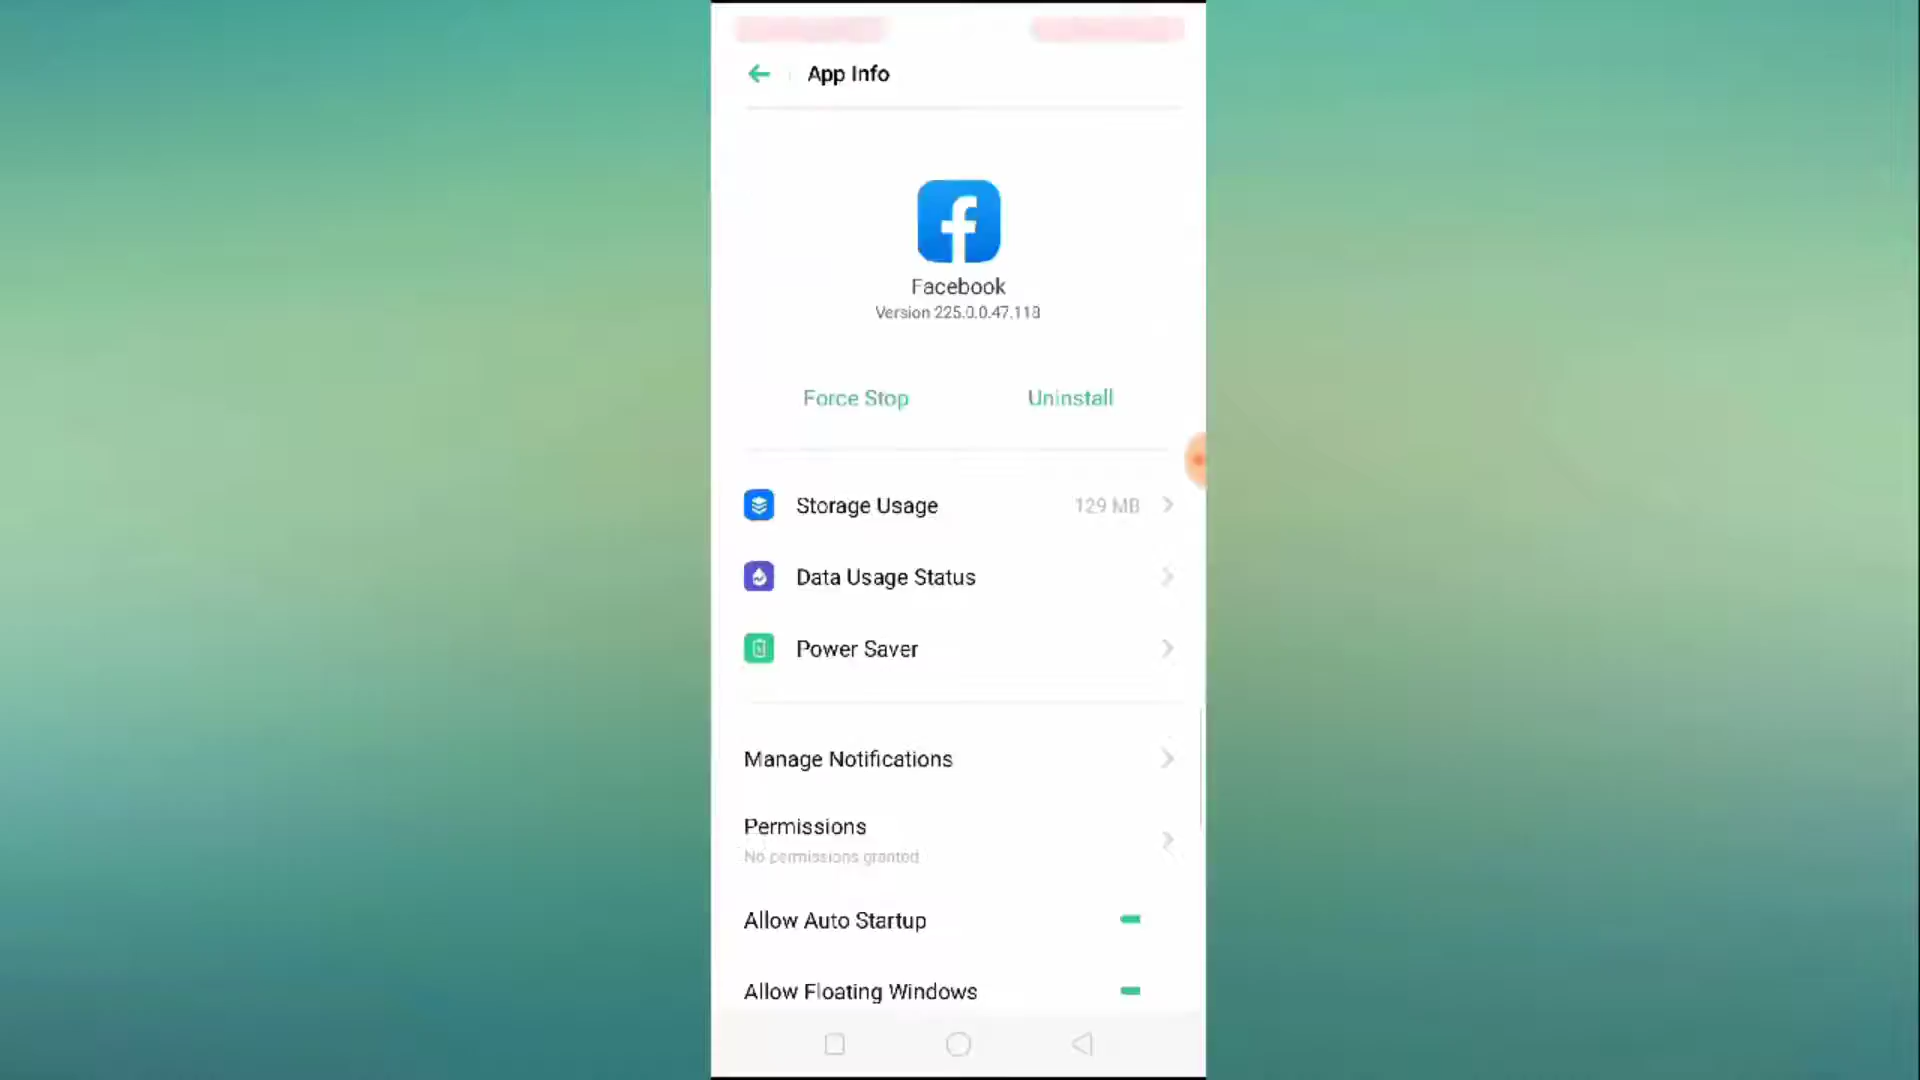 App Info
Facebook
Version 225.0.0.47.118
Force Stop
Uninstall
Storage Usage
129 MB
Data Usage Status
Power Saver
Manage Notifications
Permissions
No permissions granted
Allow Auto Startup
Allow Floating Windows